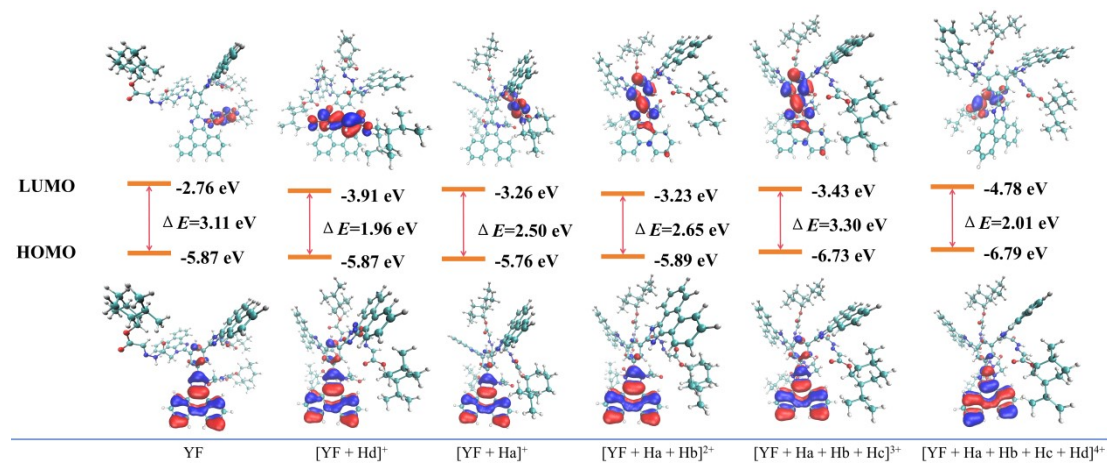 LUMO -2.76 eV -3.91 eV -3.26 eV -3.23 eV -3.43 eV -4.78 eV
Δ E=3.11 eV Δ E=1.96 eV Δ E=2.50 eV Δ E=2.65 eV Δ E=3.30 eV Δ E=2.01 eV
HOMO -5.87 eV -5.87 eV -5.76 eV -5.89 eV -6.73 eV -6.79 eV
YF [YF + Hd]⁺ [YF + Ha]⁺ [YF + Ha + Hb]²⁺ [YF + Ha + Hb + Hc]³⁺ [YF + Ha + Hb + Hc + Hd]⁴⁺